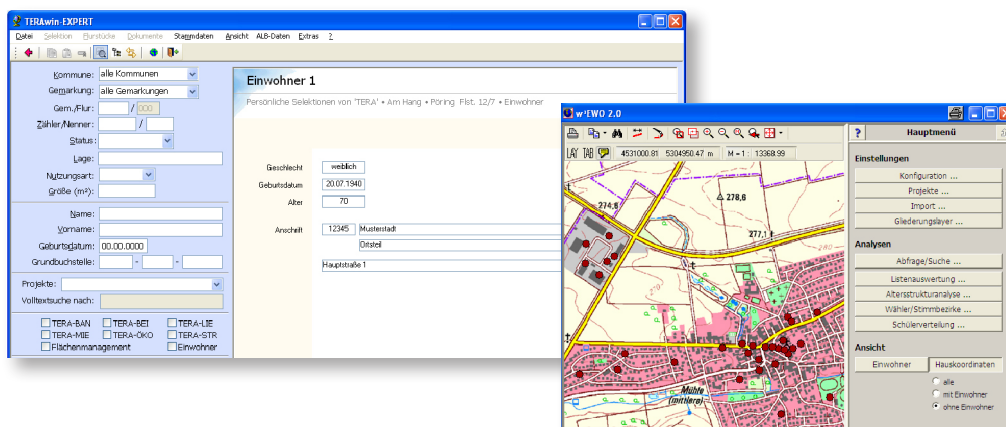 TERAwin-EXPERT
Datei Selektion Flurstücke Dokumente Stammdaten Ansicht ALB-Daten Extras ?
Kommune: alle Kommunen
Gemarkung: alle Gemarkungen
Gem./Flur: / 000
Zähler/Nenner: /
Status:
Lage:
Nutzungsart:
Größe (m²):
Name:
Vorname:
Geburtsdatum: 00.00.0000
Grundbuchstelle: - -
Projekte:
Volltextsuche nach:
TERA-BAN TERA-BEI TERA-LIE
TERA-MIE TERA-ÖKO TERA-STR
Flächenmanagement Einwohner
Einwohner 1
Persönliche Selektionen von 'TERA' • Am Hang • Pöring Flst. 12/7 • Einwohner
Geschlecht weiblich
Geburtsdatum 20.07.1940
Alter 70
Anschrift 12345 Musterstadt
Ortsteil
Hauptstraße 1
w³EWO 2.0
LAY TAB 4531000.81 5304950.47 m M = 1 : 13368.99
274,6
278,6
277,1
280
Mühle
(mittlere)
? Hauptmenü
Einstellungen
Konfiguration ...
Projekte ...
Import ...
Gliederungslayer ...
Analysen
Abfrage/Suche ...
Listenauswertung ...
Altersstrukturanalyse ...
Wähler/Stimmbezirke ...
Schülerverteilung ...
Ansicht
Einwohner Hauskoordinaten
alle
mit Einwohner
ohne Einwohner